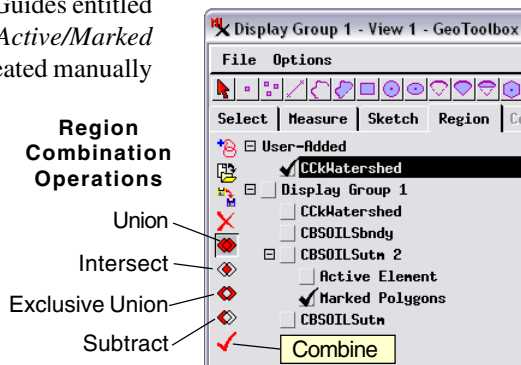 Guides entitled
Active/Marked
eated manually
Region
Combination
Operations
Union
Intersect
Exclusive Union
Subtract
Display Group 1 - View 1 - GeoToolbox
File Options
Select Measure Sketch Region
User-Added
CCkWatershed
Display Group 1
CCkWatershed
CBSOILSbndy
CBSOILSutm 2
Active Element
Marked Polygons
CBSOILSutm
Combine